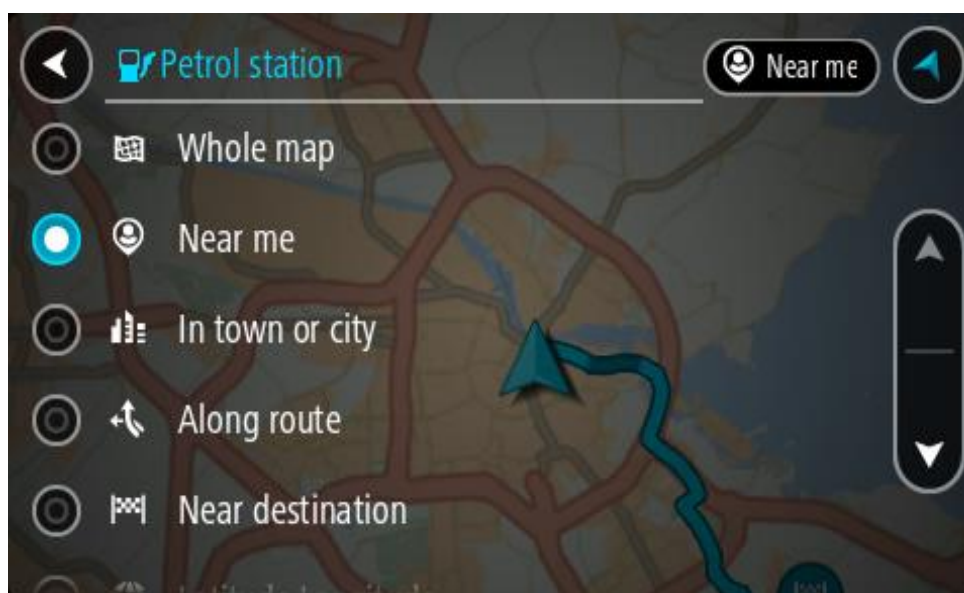 Petrol station
Near me
Whole map
Near me
In town or city
Along route
Near destination